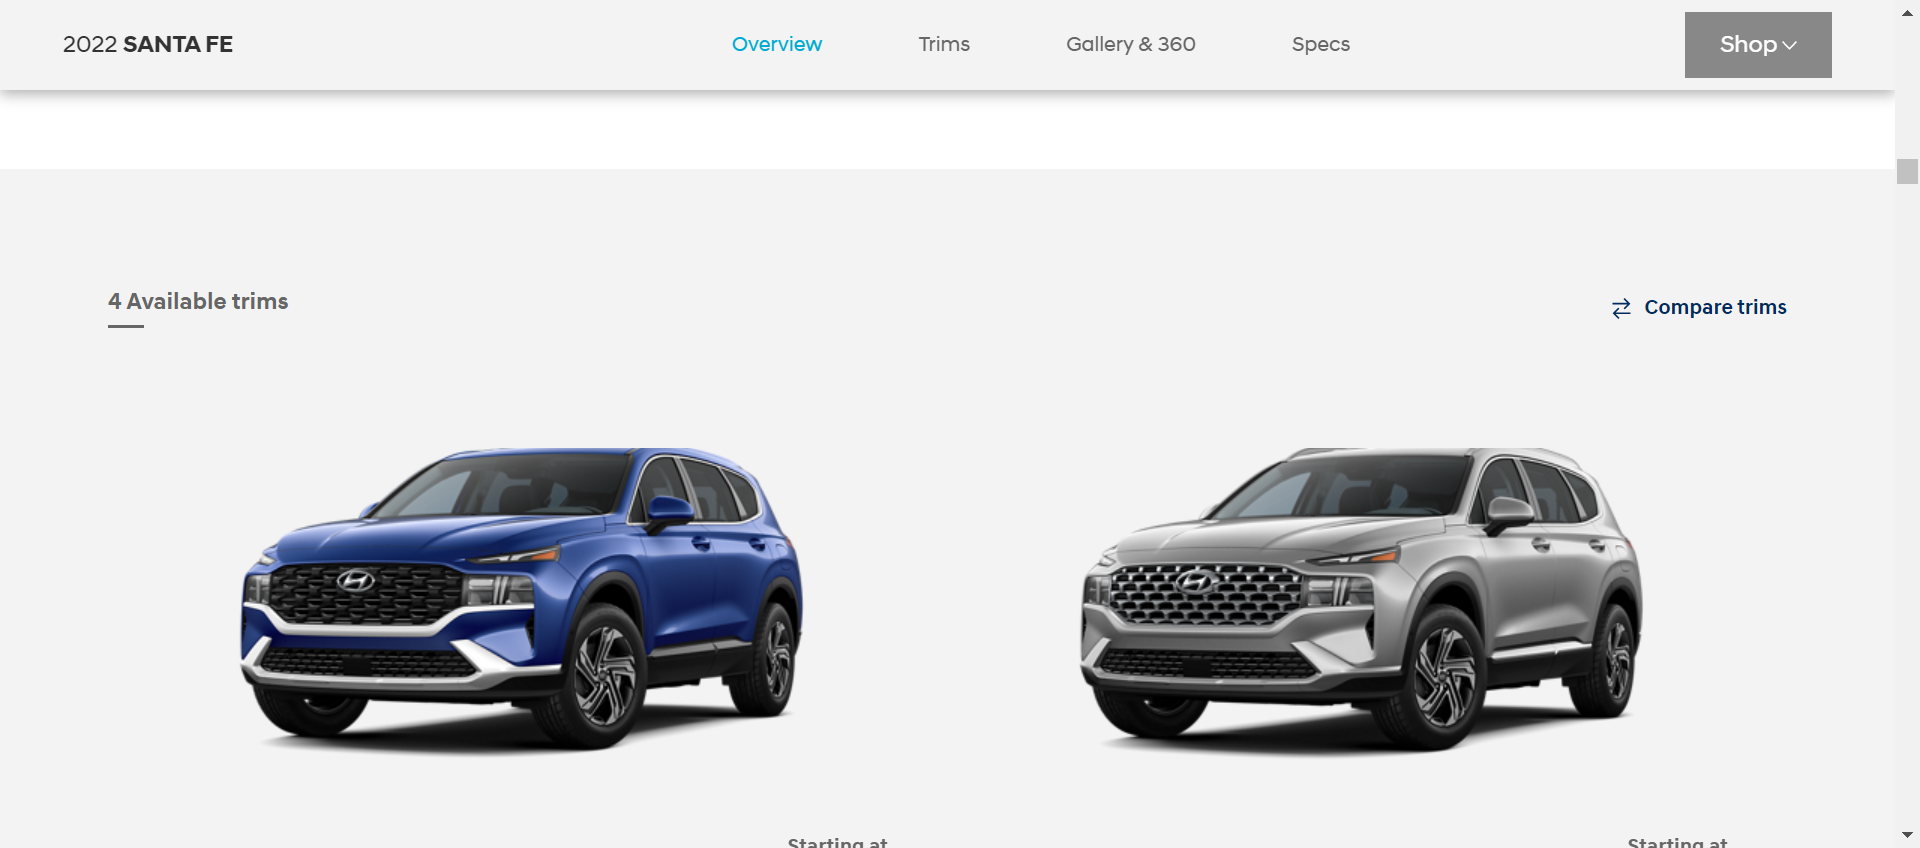 2022 SANTA FE
Overview
Trims
Gallery & 360
Specs
Shop
4 Available trims
Compare trims
Starting at
Starting at